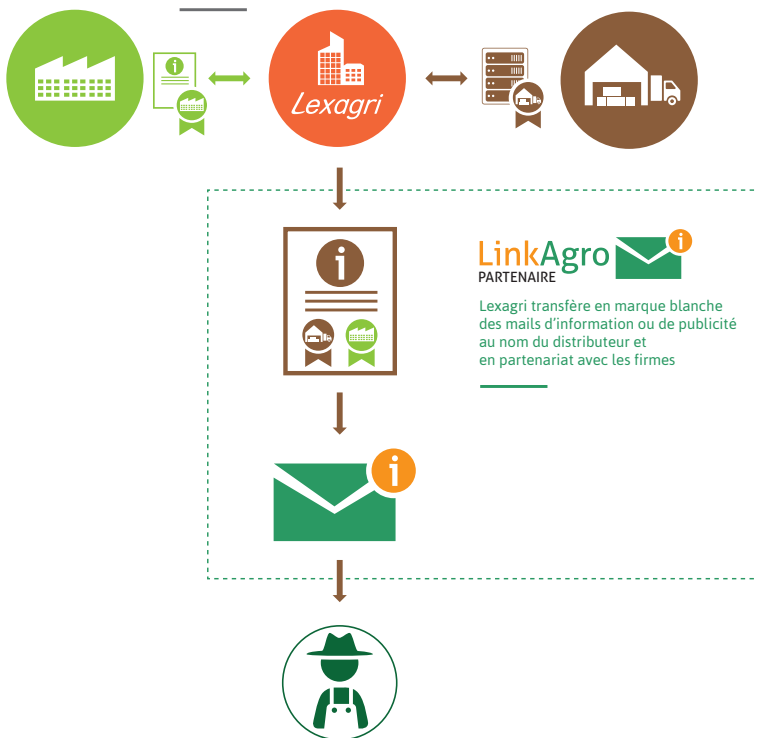 Lexagri
LinkAgro
PARTENAIRE
Lexagri transfère en marque blanche
des mails d'information ou de publicité
au nom du distributeur et
en partenariat avec les firmes